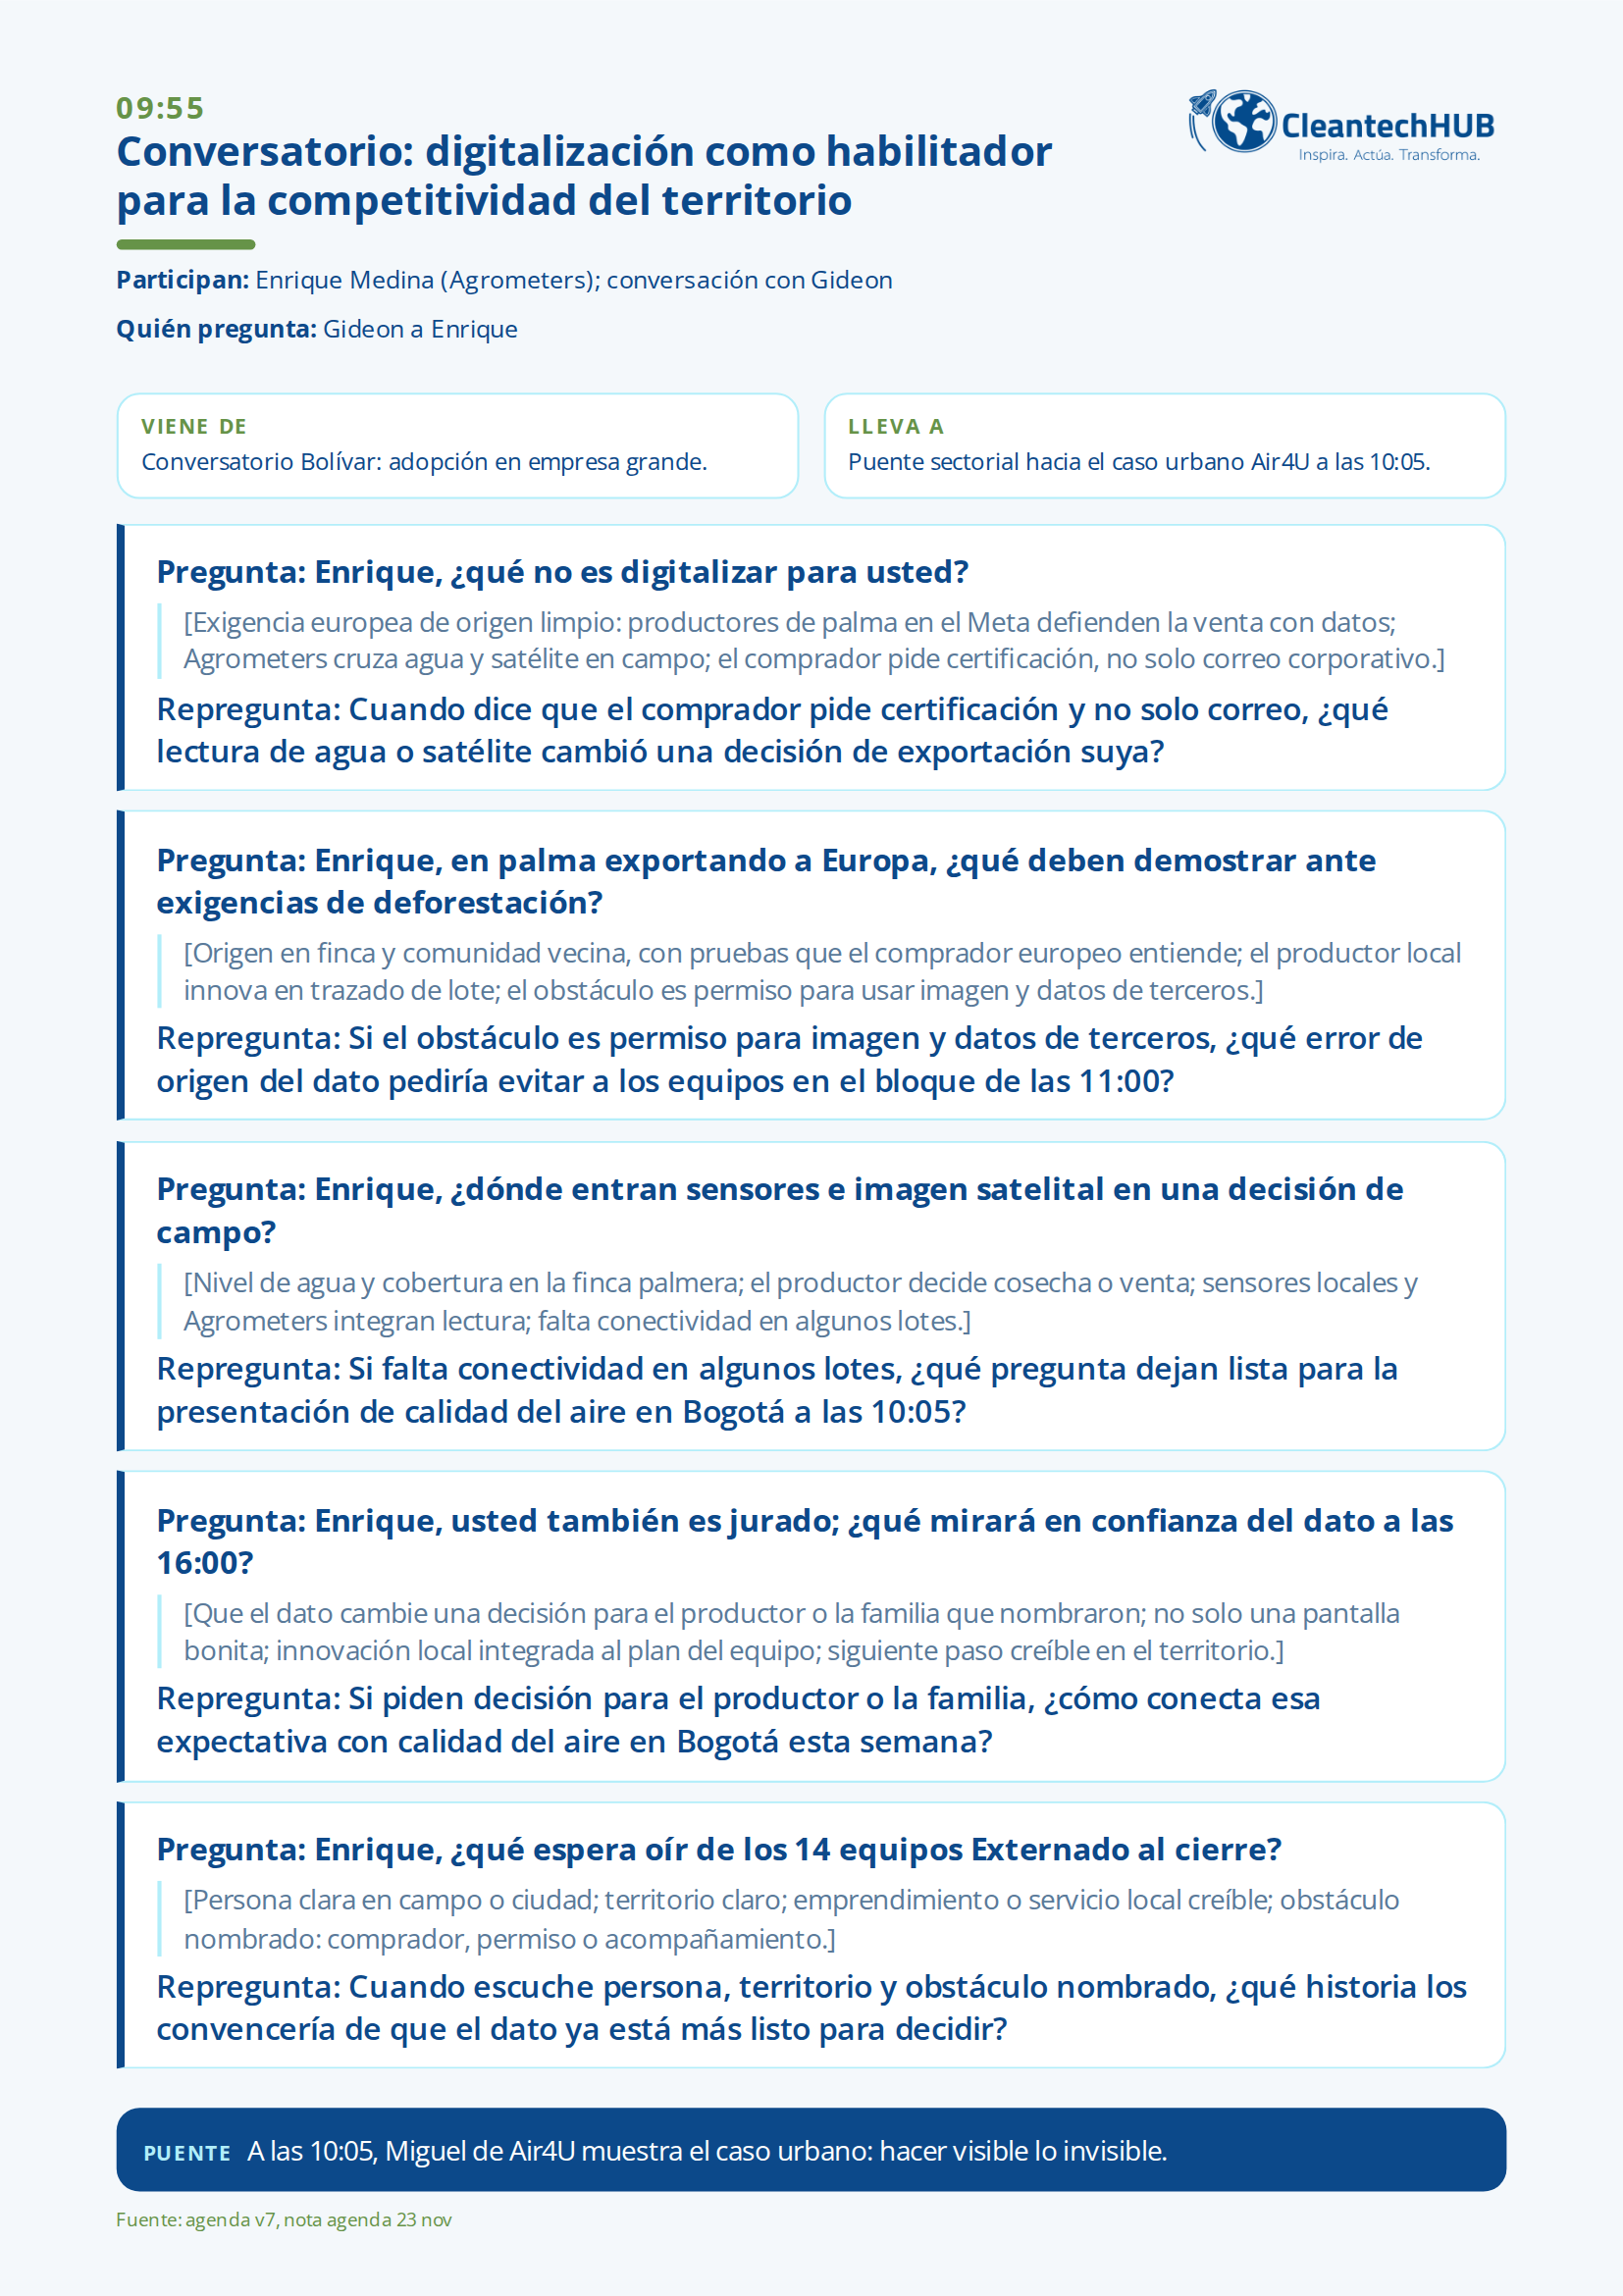 09:55
Conversatorio: digitalización como habilitador
para la competitividad del territorio
CleantechHUB
Inspira. Actúa. Transforma.
Participan: Enrique Medina (Agrometers); conversación con Gideon
Quién pregunta: Gideon a Enrique
VIENE DE
Conversatorio Bolívar: adopción en empresa grande.
LLEVA A
Puente sectorial hacia el caso urbano Air4U a las 10:05.
Pregunta: Enrique, ¿qué no es digitalizar para usted?
[Exigencia europea de origen limpio: productores de palma en el Meta defienden la venta con datos;
Agrometers cruza agua y satélite en campo; el comprador pide certificación, no solo correo corporativo.]
Repregunta: Cuando dice que el comprador pide certificación y no solo correo, ¿qué
lectura de agua o satélite cambió una decisión de exportación suya?
Pregunta: Enrique, en palma exportando a Europa, ¿qué deben demostrar ante
exigencias de deforestación?
[Origen en finca y comunidad vecina, con pruebas que el comprador europeo entiende; el productor local
innova en trazado de lote; el obstáculo es permiso para usar imagen y datos de terceros.]
Repregunta: Si el obstáculo es permiso para imagen y datos de terceros, ¿qué error de
origen del dato pediría evitar a los equipos en el bloque de las 11:00?
Pregunta: Enrique, ¿dónde entran sensores e imagen satelital en una decisión de
campo?
[Nivel de agua y cobertura en la finca palmera; el productor decide cosecha o venta; sensores locales y
Agrometers integran lectura; falta conectividad en algunos lotes.]
Repregunta: Si falta conectividad en algunos lotes, ¿qué pregunta dejan lista para la
presentación de calidad del aire en Bogotá a las 10:05?
Pregunta: Enrique, usted también es jurado; ¿qué mirará en confianza del dato a las
16:00?
[Que el dato cambie una decisión para el productor o la familia que nombraron; no solo una pantalla
bonita; innovación local integrada al plan del equipo; siguiente paso creíble en el territorio.]
Repregunta: Si piden decisión para el productor o la familia, ¿cómo conecta esa
expectativa con calidad del aire en Bogotá esta semana?
Pregunta: Enrique, ¿qué espera oír de los 14 equipos Externado al cierre?
[Persona clara en campo o ciudad; territorio claro; emprendimiento o servicio local creíble; obstáculo
nombrado: comprador, permiso o acompañamiento.]
Repregunta: Cuando escuche persona, territorio y obstáculo nombrado, ¿qué historia los
convencería de que el dato ya está más listo para decidir?
PUENTE A las 10:05, Miguel de Air4U muestra el caso urbano: hacer visible lo invisible.
Fuente: agenda v7, nota agenda 23 nov